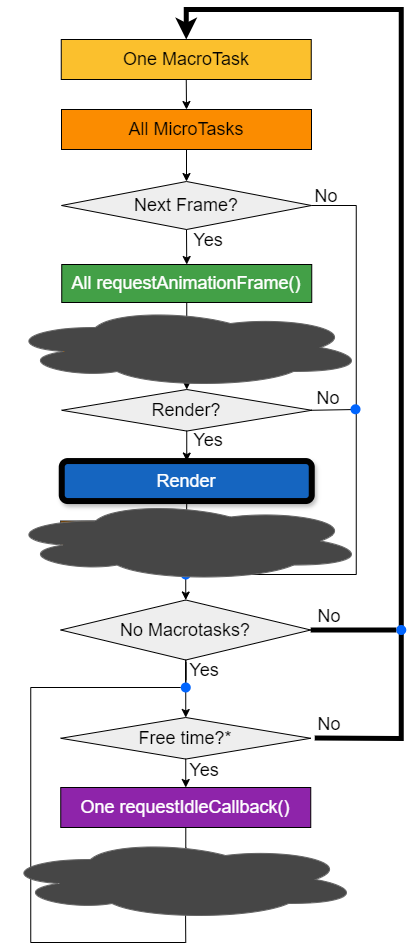 One MacroTask
All MicroTasks
Next Frame?
No
Yes
All requestAnimationFrame()
Render?
No
Yes
Render
No Macrotasks?
No
Yes
Free time?*
No
Yes
One requestIdleCallback()